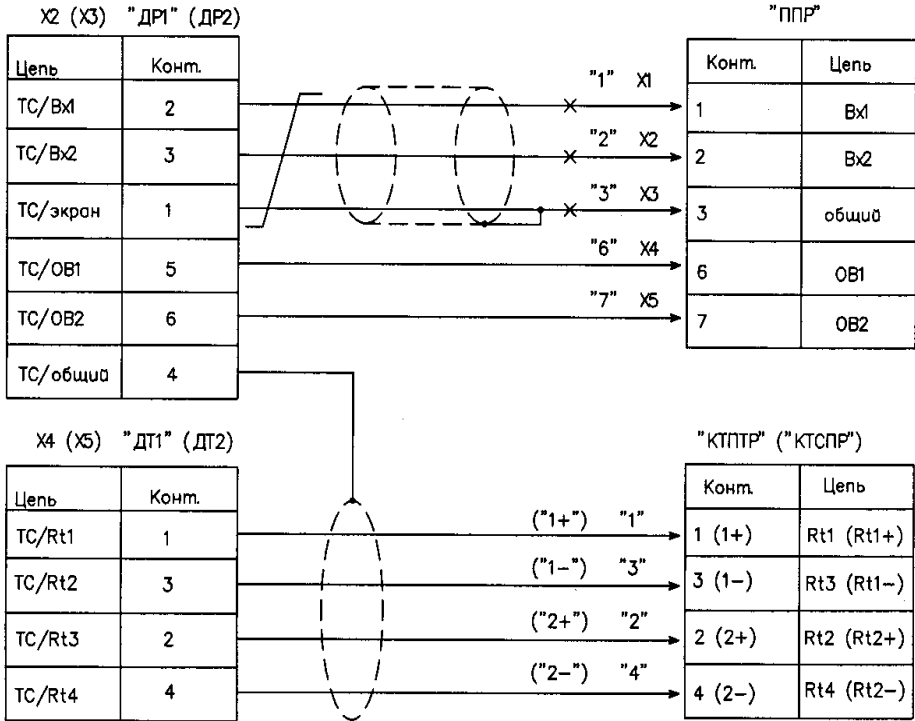 X2 (X3) "ДР1" (ДР2)
"ППР"
Цепь Конт.
Конт. Цепь
ТС/Вх1 2
"1" X1
1 Вх1
ТС/Вх2 3
"2" X2
2 Вх2
ТС/экран 1
"3" X3
3 общий
ТС/ОВ1 5
"6" X4
6 ОВ1
ТС/ОВ2 6
"7" X5
7 ОВ2
ТС/общий 4
X4 (X5) "ДТ1" (ДТ2)
"КТПТР" ("КТСПР")
Цепь Конт.
Конт. Цепь
ТС/Rt1 1
("1+") "1"
1 (1+) Rt1 (Rt1+)
ТС/Rt2 3
("1−") "3"
3 (1−) Rt3 (Rt1~)
ТС/Rt3 2
("2+") "2"
2 (2+) Rt2 (Rt2+)
ТС/Rt4 4
("2−") "4"
4 (2−) Rt4 (Rt2−)